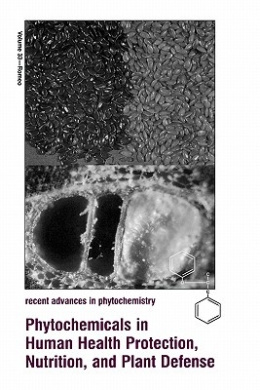 Volume 33—Romeo
recent advances in phytochemistry
Phytochemicals in
Human Health Protection,
Nutrition, and Plant Defense